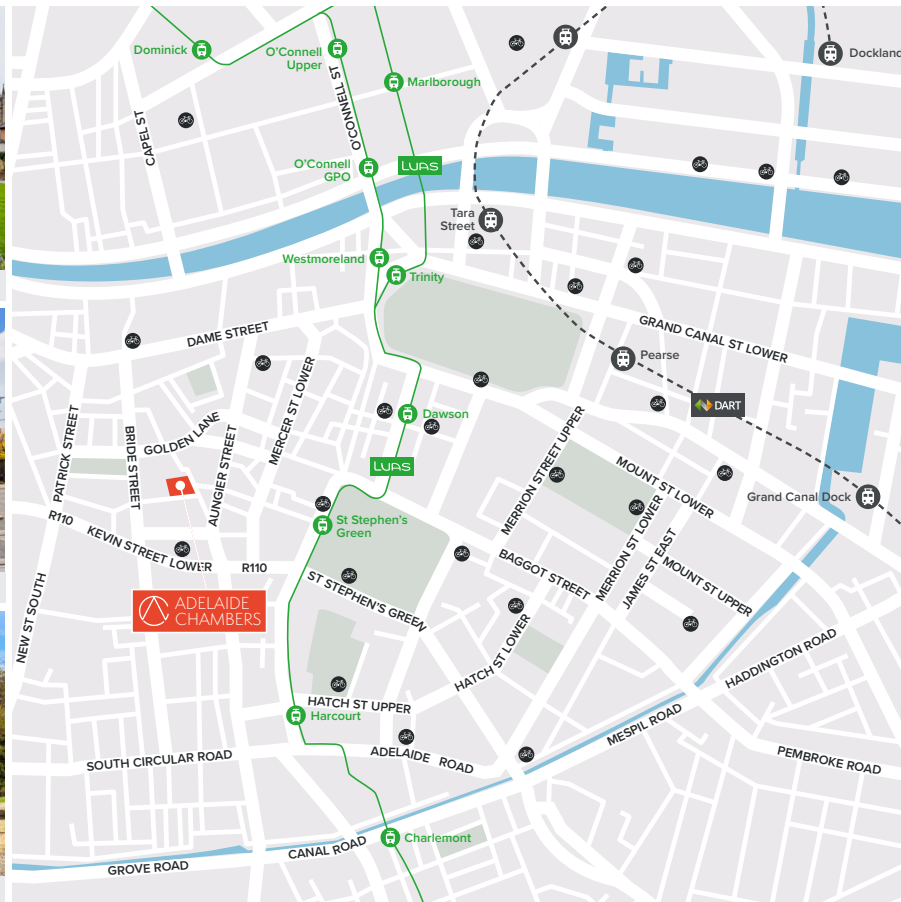 Dominick
O'Connell
Upper
Dockland
Marlborough
CAPEL ST
O'CONNELL ST
O'Connell
GPO
LUAS
Tara
Street
Westmoreland
Trinity
DAME STREET
GRAND CANAL ST LOWER
Pearse
MERCER ST LOWER
DART
Dawson
PATRICK STREET
BRIDE STREET
GOLDEN LANE
AUNGIER STREET
MERRION STREET UPPER
LUAS
MOUNT ST LOWER
Grand Canal Dock
R110
St Stephen's
Green
KEVIN STREET LOWER
R110
BAGGOT STREET
MERRION ST LOWER
JAMES ST EAST
MOUNT ST UPPER
ST STEPHEN'S GREEN
ADELAIDE
CHAMBERS
NEW ST SOUTH
HATCH ST LOWER
HADDINGTON ROAD
HATCH ST UPPER
Harcourt
MESPIL ROAD
SOUTH CIRCULAR ROAD
ADELAIDE ROAD
PEMBROKE ROAD
Charlemont
CANAL ROAD
GROVE ROAD